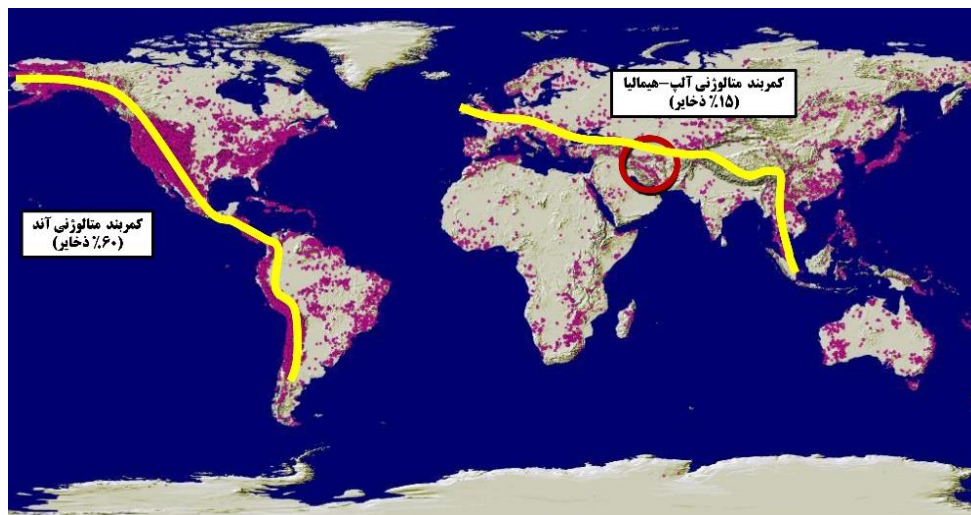 کمربند متالوژنی آلپ-هیمالیا
(۱۵٪ ذخایر)
کمربند متالوژنی آند
(۶۰٪ ذخایر)